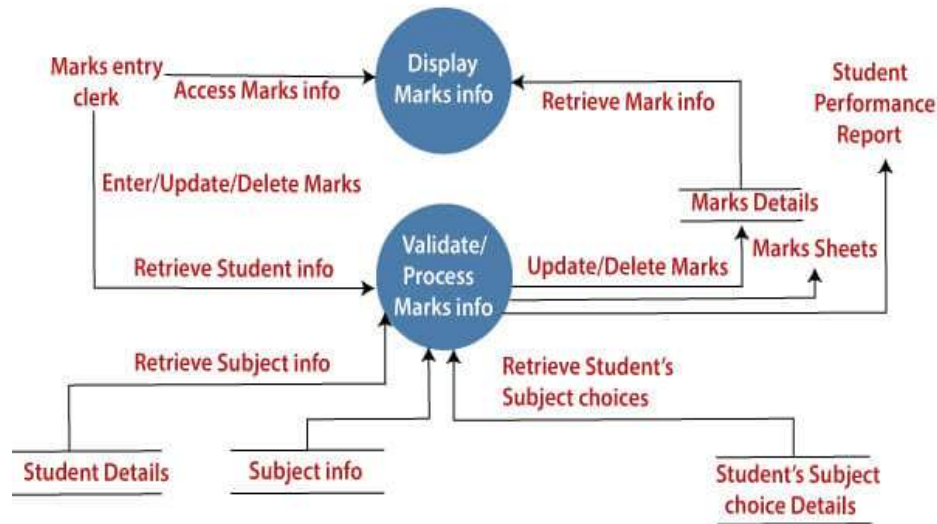 Marks entry
clerk
Access Marks info
Display
Marks info
Retrieve Mark info
Student
Performance
Report
Enter/Update/Delete Marks
Marks Details
Validate/
Process
Marks info
Retrieve Student info
Update/Delete Marks
Marks Sheets
Retrieve Subject info
Retrieve Student's
Subject choices
Student Details
Subject info
Student's Subject
choice Details